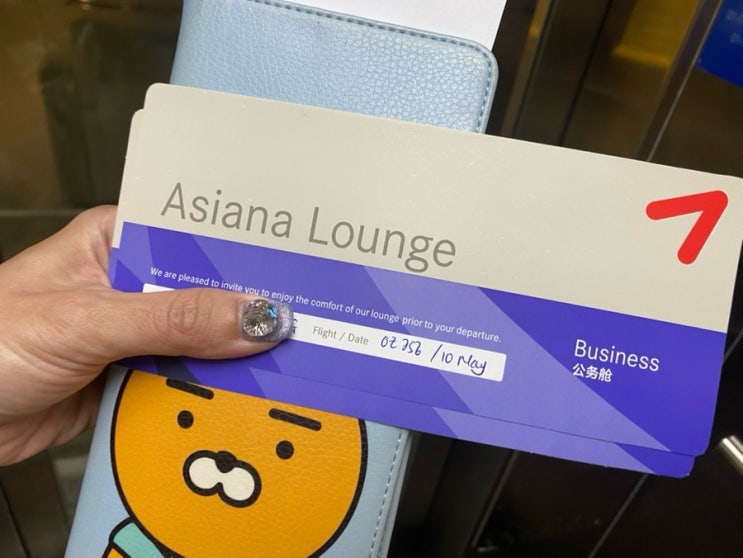 Asiana Lounge
We are pleased to invite you to enjoy the comfort of our lounge prior to your departure.
Flight / Date OZ 356 / 10 May
Business
公务舱